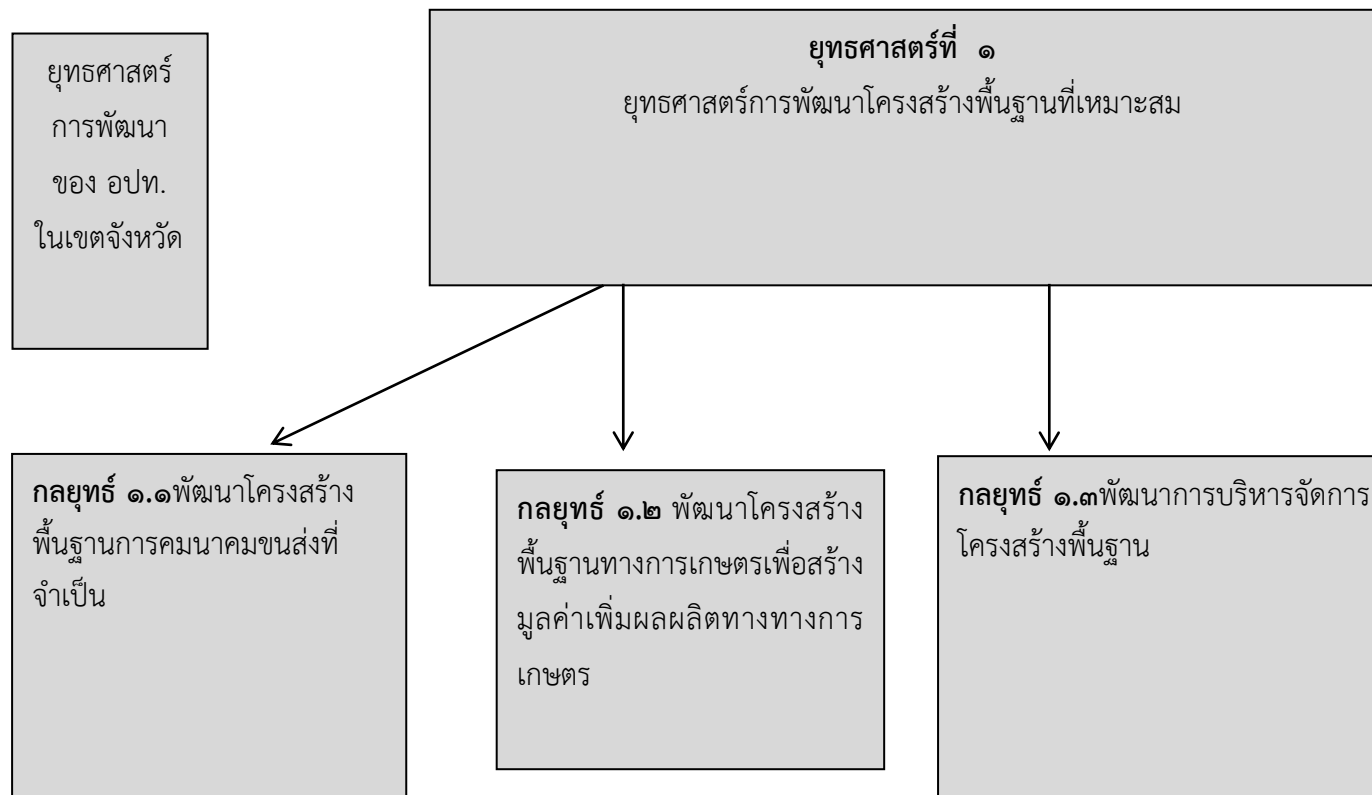 ยุทธศาสตร์
การพัฒนา
ของ อปท.
ในเขตจังหวัด
ยุทธศาสตร์ที่ ๑
ยุทธศาสตร์การพัฒนาโครงสร้างพื้นฐานที่เหมาะสม
กลยุทธ์ ๑.๑พัฒนาโครงสร้าง
พื้นฐานการคมนาคมขนส่งที่
จำเป็น
กลยุทธ์ ๑.๒ พัฒนาโครงสร้าง
พื้นฐานทางการเกษตรเพื่อสร้าง
มูลค่าเพิ่มผลผลิตทางทางการ
เกษตร
กลยุทธ์ ๑.๓พัฒนาการบริหารจัดการ
โครงสร้างพื้นฐาน